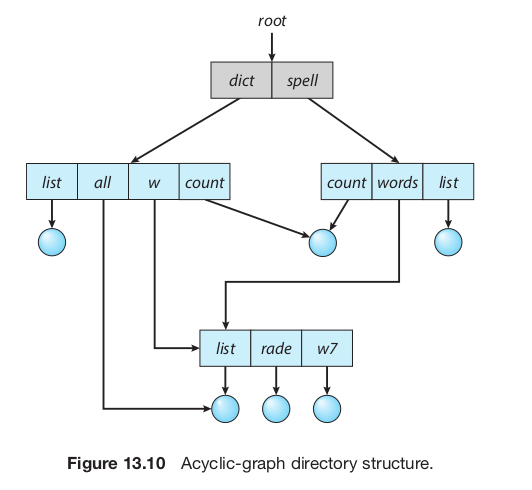 root
dict spell
list all w count
count words list
list rade w7
Figure 13.10 Acyclic-graph directory structure.